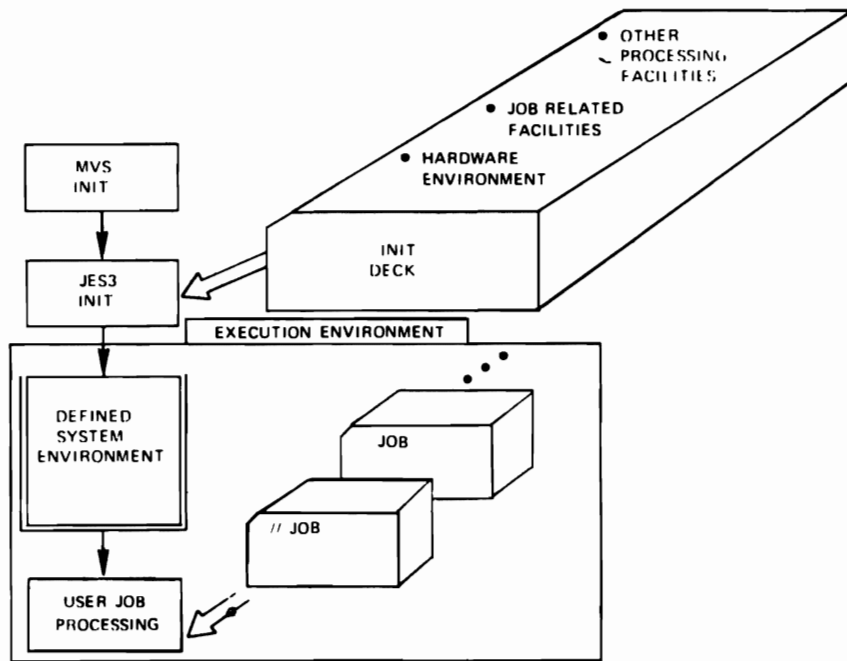 • OTHER
PROCESSING
FACILITIES
• JOB RELATED
FACILITIES
• HARDWARE
ENVIRONMENT
MVS
INIT
INIT
DECK
JES3
INIT
EXECUTION ENVIRONMENT
DEFINED
SYSTEM
ENVIRONMENT
JOB
// JOB
USER JOB
PROCESSING